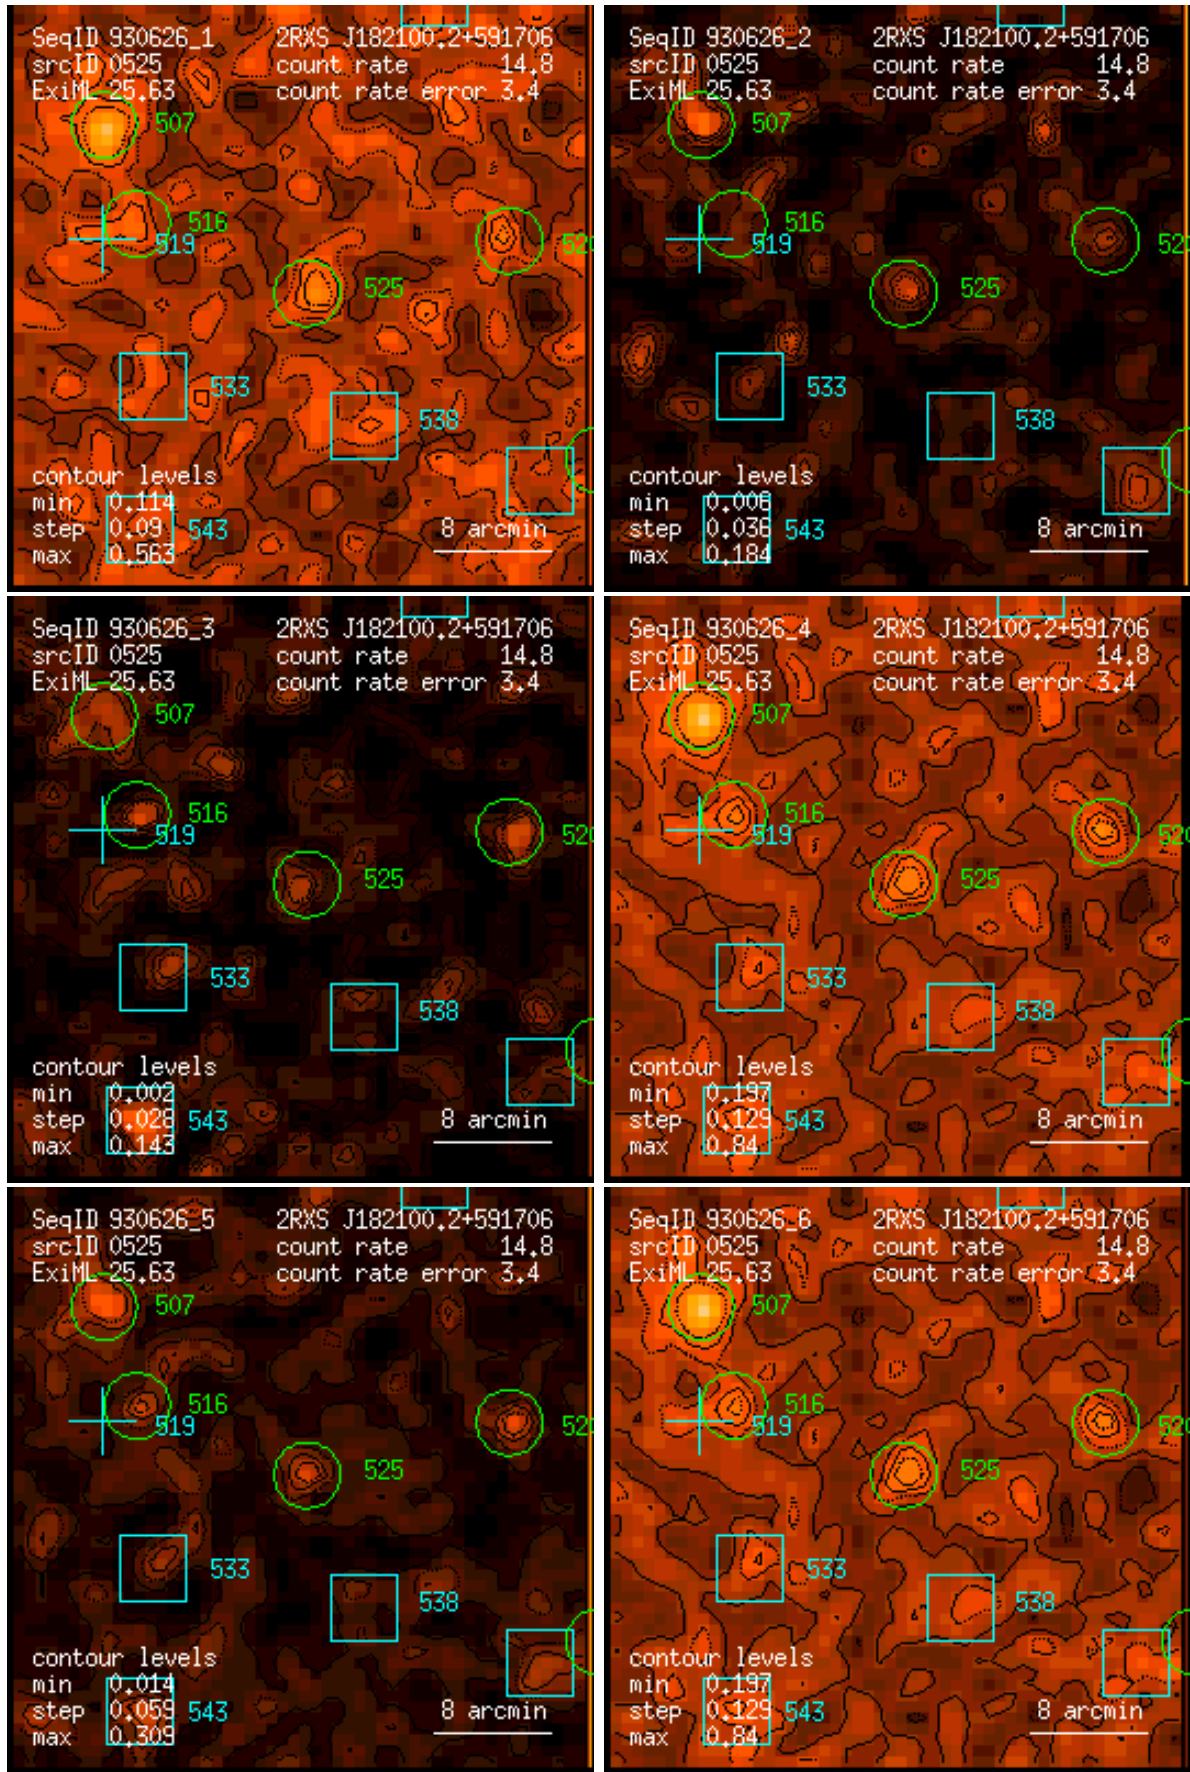 SeqID 930626_1 2RXS J182100.2+591706
srcID 0525 count rate 14.8
ExiML 25.63 count rate error 3.4
507
516
519
520
525
533
538
contour levels
min 0.114
step 0.09 543 8 arcmin
max 0.563
SeqID 930626_2 2RXS J182100.2+591706
srcID 0525 count rate 14.8
ExiML 25.63 count rate error 3.4
507
516
519
520
525
533
538
contour levels
min 0.008
step 0.036 543 8 arcmin
max 0.184
SeqID 930626_3 2RXS J182100.2+591706
srcID 0525 count rate 14.8
ExiML 25.63 count rate error 3.4
507
516
519
520
525
533
538
contour levels
min 0.002
step 0.028 543 8 arcmin
max 0.143
SeqID 930626_4 2RXS J182100.2+591706
srcID 0525 count rate 14.8
ExiML 25.63 count rate error 3.4
507
516
519
520
525
533
538
contour levels
min 0.197
step 0.129 543 8 arcmin
max 0.84
SeqID 930626_5 2RXS J182100.2+591706
srcID 0525 count rate 14.8
ExiML 25.63 count rate error 3.4
507
516
519
520
525
533
538
contour levels
min 0.014
step 0.059 543 8 arcmin
max 0.309
SeqID 930626_6 2RXS J182100.2+591706
srcID 0525 count rate 14.8
ExiML 25.63 count rate error 3.4
507
516
519
520
525
533
538
contour levels
min 0.197
step 0.129 543 8 arcmin
max 0.84